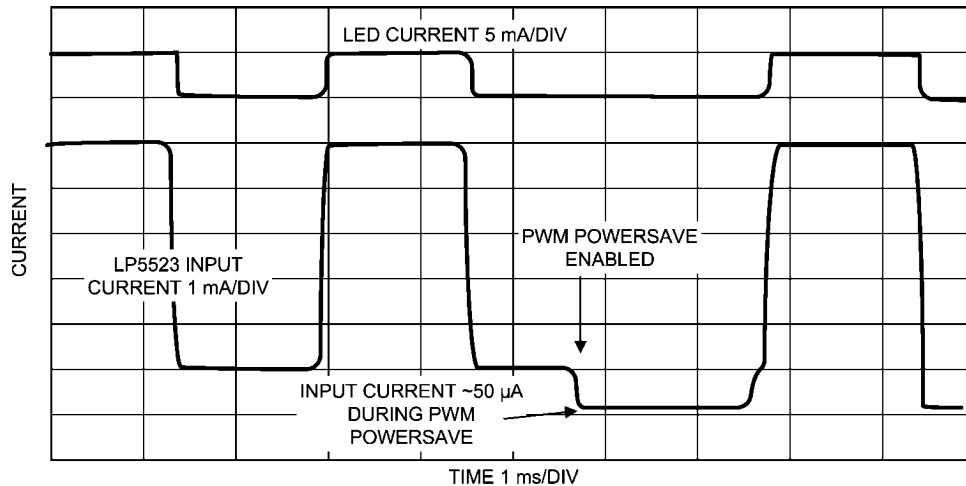 LED CURRENT 5 mA/DIV
CURRENT
PWM POWERSAVE
ENABLED
LP5523 INPUT
CURRENT 1 mA/DIV
INPUT CURRENT ~50 µA
DURING PWM
POWERSAVE
TIME 1 ms/DIV